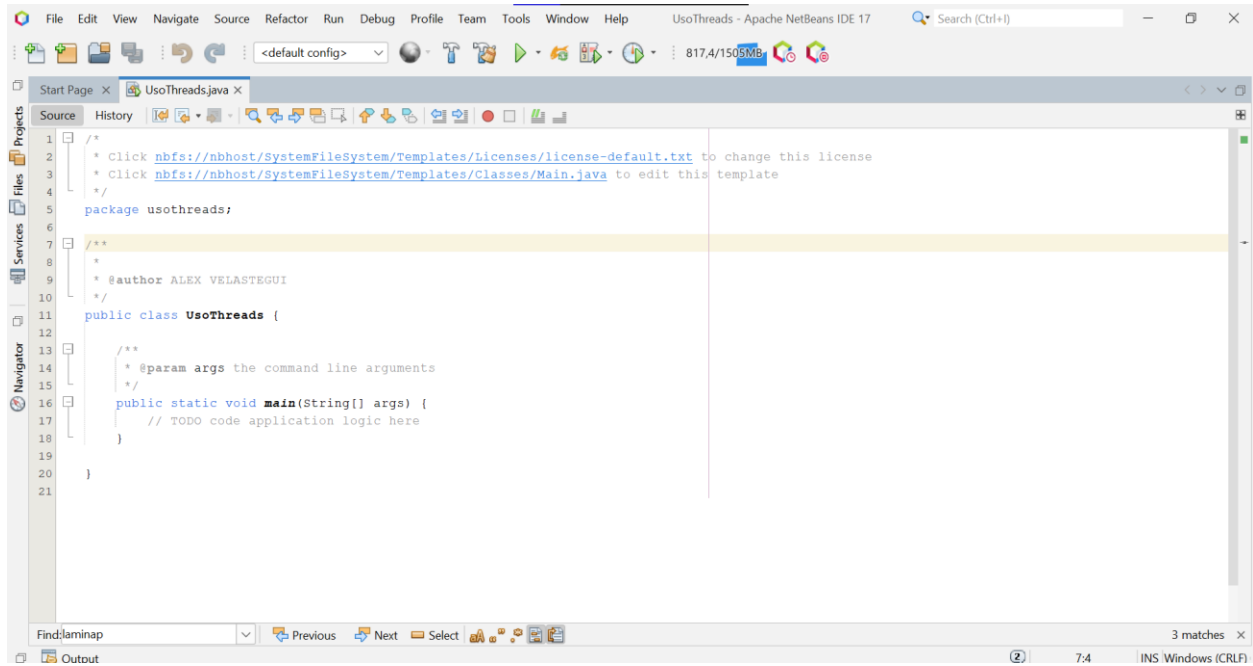 File Edit View Navigate Source Refactor Run Debug Profile Team Tools Window Help UsoThreads - Apache NetBeans IDE 17 Search (Ctrl+I)
<default config> 817,4/1505MB
Start Page UsoThreads.java
Source History
Projects
Files
Services
Navigator
1 /*
2 * Click nbfs://nbhost/SystemFileSystem/Templates/Licenses/license-default.txt to change this license
3 * Click nbfs://nbhost/SystemFileSystem/Templates/Classes/Main.java to edit this template
4 */
5 package usothreads;
6
7 /**
8 *
9 * @author ALEX VELASTEGUI
10 */
11 public class UsoThreads {
12
13 /**
14 * @param args the command line arguments
15 */
16 public static void main(String[] args) {
17 // TODO code application logic here
18 }
19
20 }
21
Find: laminap Previous Next Select aA 3 matches
Output 2 7:4 INS Windows (CRLF)